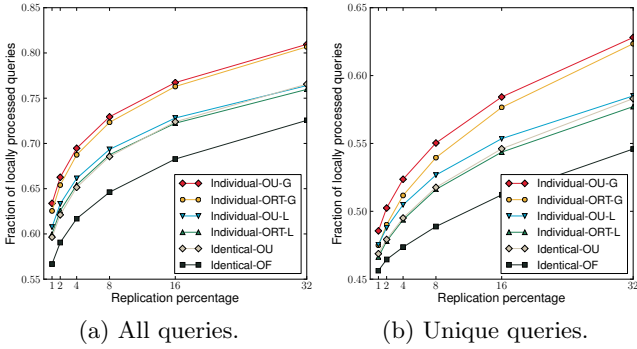 0.85
0.80
0.75
0.70
0.65
0.60
0.55
Fraction of locally processed queries
Individual-OU-G
Individual-ORT-G
Individual-OU-L
Individual-ORT-L
Identical-OU
Identical-OF
1 2 4 8 16 32
Replication percentage
(a) All queries.
0.65
0.60
0.55
0.50
0.45
Fraction of locally processed queries
Individual-OU-G
Individual-ORT-G
Individual-OU-L
Individual-ORT-L
Identical-OU
Identical-OF
1 2 4 8 16 32
Replication percentage
(b) Unique queries.